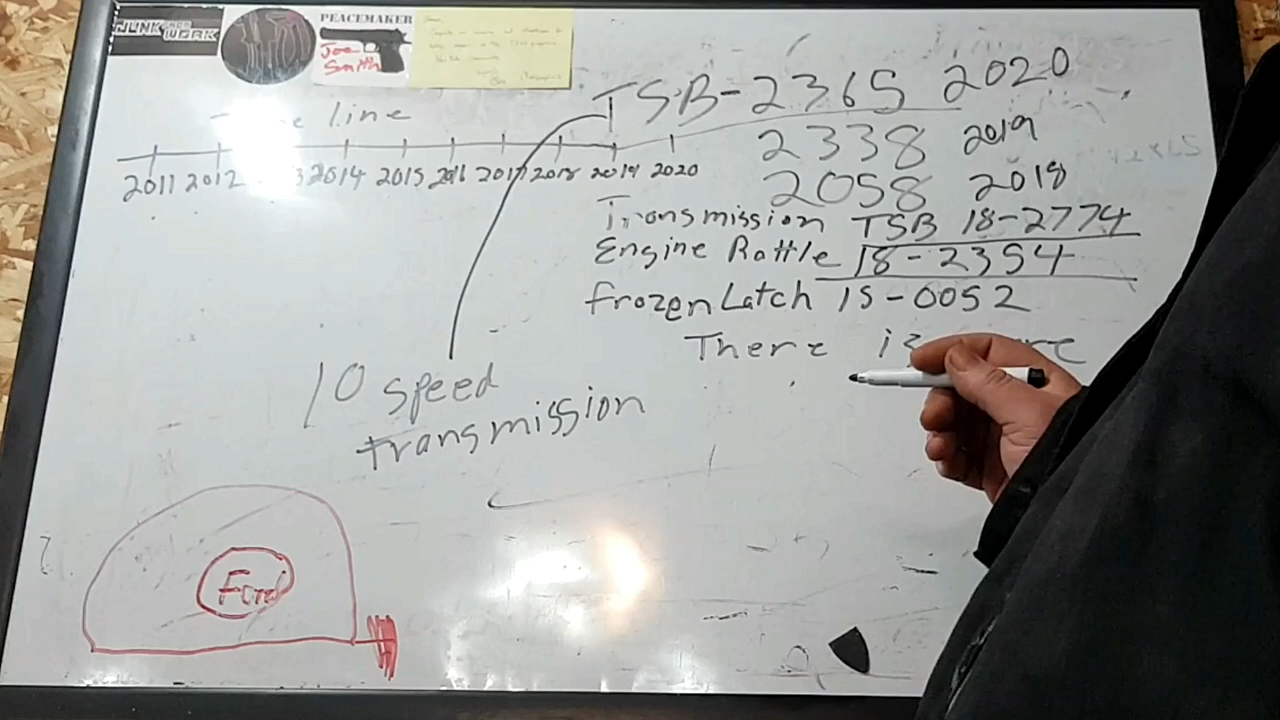 JUNK WORK
PEACEMAKER
Joe
Smith
line
2011 2012 3 2014 2015 2016 2017 2018 2019 2020
TSB-2365 2020
2338 2019
2058 2018
Transmission TSB 18-2774
Engine Rattle 18-2354
frozen Latch 15-0052
There
10 speed
transmission
Ford